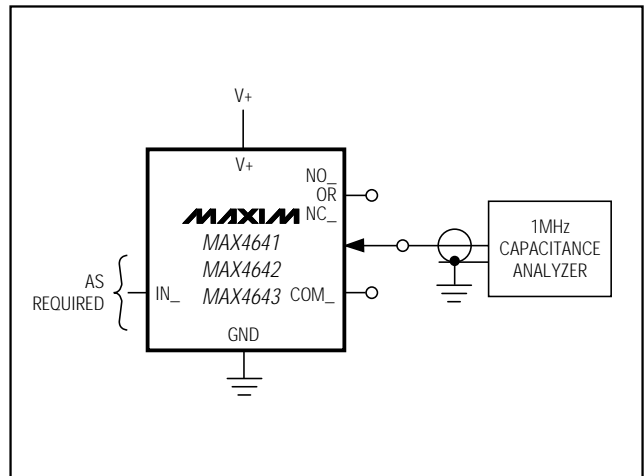 V+
V+
NO_
OR
NC_
MAXIM
MAX4641
MAX4642
MAX4643
COM_
AS
REQUIRED
IN_
GND
1MHz
CAPACITANCE
ANALYZER